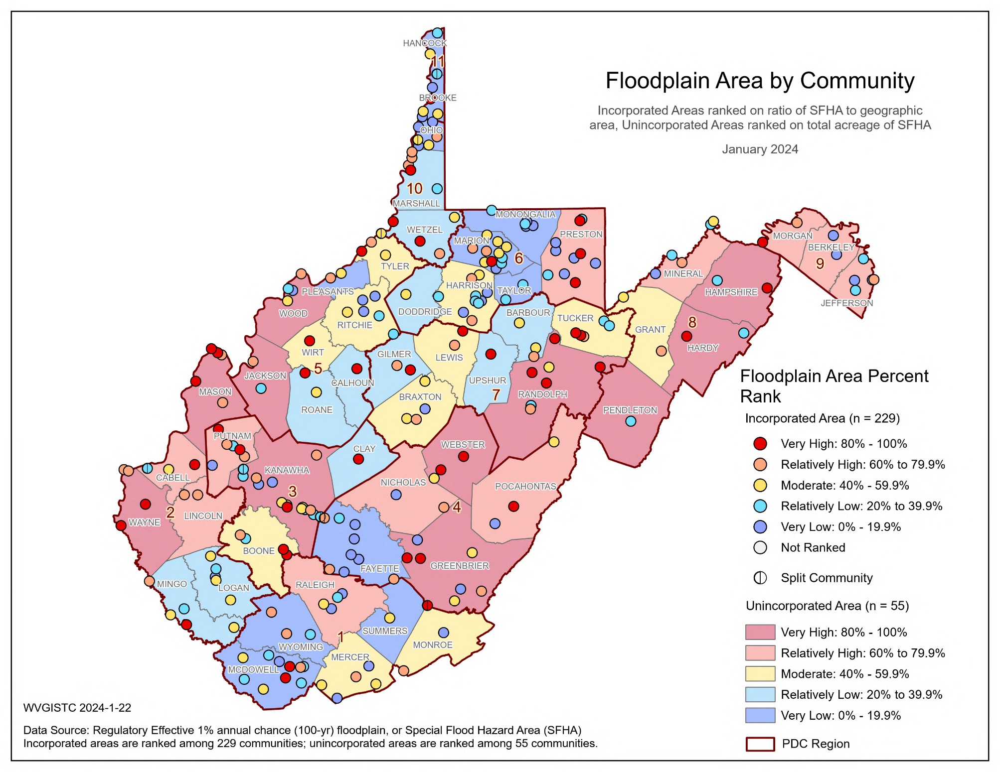 Floodplain Area by Community
Incorporated Areas ranked on ratio of SFHA to geographic
area, Unincorporated Areas ranked on total acreage of SFHA
January 2024
HANCOCK
11
BROOKE
OHIO
10
MARSHALL
WETZEL
MONONGALIA
MARION
PRESTON
6
TYLER
HARRISON
TAYLOR
PLEASANTS
WOOD
RITCHIE
DODDRIDGE
BARBOUR
TUCKER
GRANT
MINERAL
HAMPSHIRE
8
HARDY
MORGAN
BERKELEY
9
JEFFERSON
WIRT
5
GILMER
LEWIS
JACKSON
CALHOUN
UPSHUR
7
RANDOLPH
MASON
ROANE
BRAXTON
PENDLETON
PUTNAM
CLAY
WEBSTER
KANAWHA
3
CABELL
NICHOLAS
4
POCAHONTAS
2
WAYNE
LINCOLN
BOONE
FAYETTE
GREENBRIER
MINGO
LOGAN
RALEIGH
1
SUMMERS
WYOMING
MERCER
MONROE
MCDOWELL
Floodplain Area Percent
Rank
Incorporated Area (n = 229)
Very High: 80% - 100%
Relatively High: 60% to 79.9%
Moderate: 40% - 59.9%
Relatively Low: 20% to 39.9%
Very Low: 0% - 19.9%
Not Ranked
Split Community
Unincorporated Area (n = 55)
Very High: 80% - 100%
Relatively High: 60% to 79.9%
Moderate: 40% - 59.9%
Relatively Low: 20% to 39.9%
Very Low: 0% - 19.9%
PDC Region
WVGISTC 2024-1-22
Data Source: Regulatory Effective 1% annual chance (100-yr) floodplain, or Special Flood Hazard Area (SFHA)
Incorporated areas are ranked among 229 communities; unincorporated areas are ranked among 55 communities.